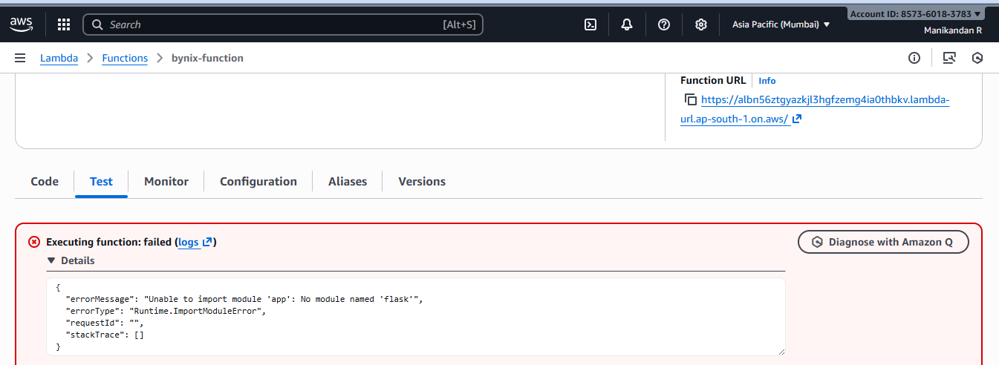 aws
Search
[Alt+S]
Asia Pacific (Mumbai) ▼
Account ID: 8573-6018-3783 ▼
Manikandan R
Lambda > Functions > bynix-function
Function URL | Info
https://albn56ztgyazkjl3hgfzemg4ia0thbkv.lambda-
url.ap-south-1.on.aws/
Code
Test
Monitor
Configuration
Aliases
Versions
Executing function: failed (logs)
Diagnose with Amazon Q
▼ Details
{
"errorMessage": "Unable to import module 'app': No module named 'flask'",
"errorType": "Runtime.ImportModuleError",
"requestId": "",
"stackTrace": []
}